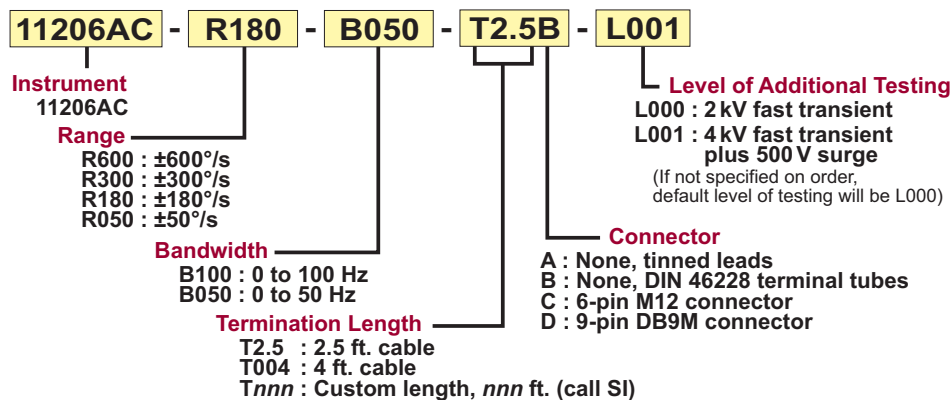 11206AC - R180 - B050 - T2.5B - L001
Instrument
11206AC
Range
R600 : ±600°/s
R300 : ±300°/s
R180 : ±180°/s
R050 : ±50°/s
Bandwidth
B100 : 0 to 100 Hz
B050 : 0 to 50 Hz
Termination Length
T2.5 : 2.5 ft. cable
T004 : 4 ft. cable
Tnnn : Custom length, nnn ft. (call SI)
Connector
A : None, tinned leads
B : None, DIN 46228 terminal tubes
C : 6-pin M12 connector
D : 9-pin DB9M connector
Level of Additional Testing
L000 : 2 kV fast transient
L001 : 4 kV fast transient
plus 500 V surge
(If not specified on order,
default level of testing will be L000)